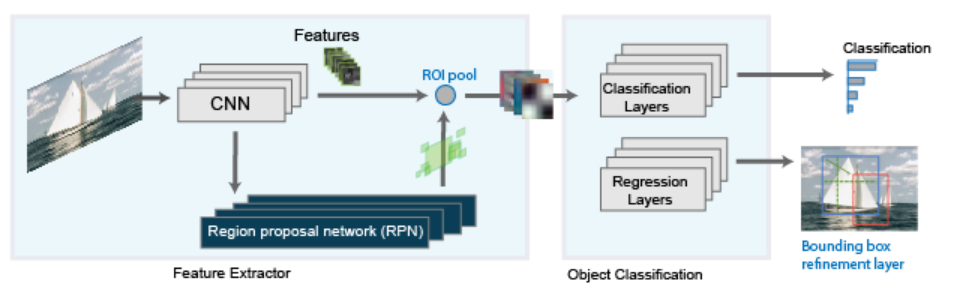 Features
Classification
ROI pool
CNN
Classification
Layers
Regression
Layers
Region proposal network (RPN)
Bounding box
refinement layer
Feature Extractor
Object Classification